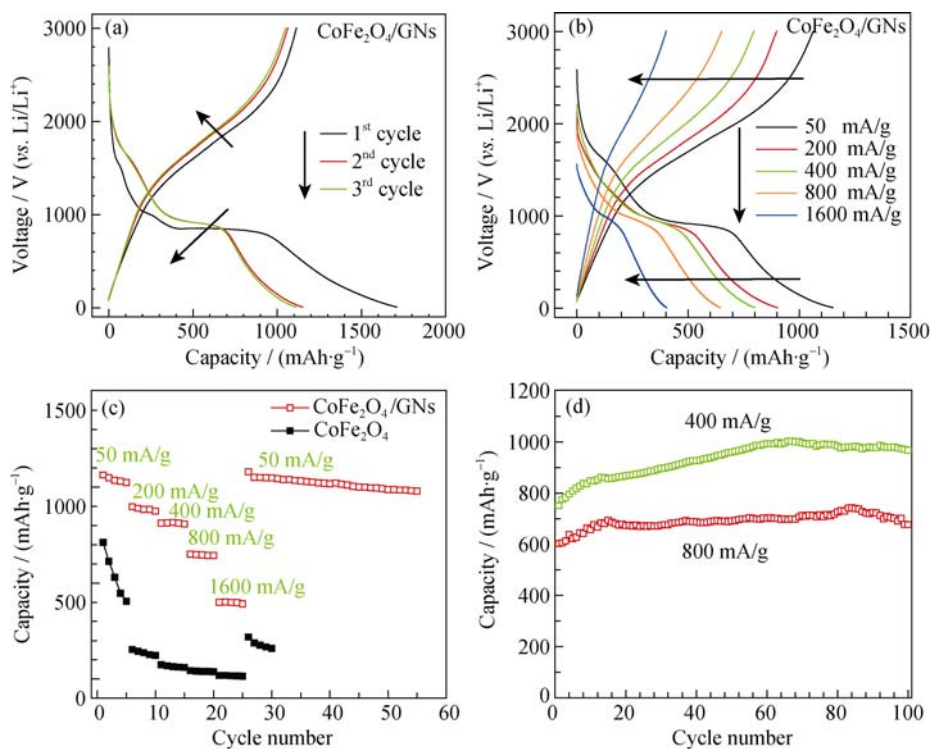 (a)
CoFe₂O₄/GNs
3000
2000
1000
0
Voltage / V (vs. Li/Li⁺)
1ˢᵗ cycle
2ⁿᵈ cycle
3ʳᵈ cycle
0 500 1000 1500 2000
Capacity / (mAh·g⁻¹)
(b)
CoFe₂O₄/GNs
3000
2000
1000
0
Voltage / V (vs. Li/Li⁺)
50 mA/g
200 mA/g
400 mA/g
800 mA/g
1600 mA/g
0 500 1000 1500
Capacity / (mAh·g⁻¹)
(c)
CoFe₂O₄/GNs
CoFe₂O₄
1500
1000
500
0
Capacity / (mAh·g⁻¹)
50 mA/g
50 mA/g
200 mA/g
400 mA/g
800 mA/g
1600 mA/g
0 10 20 30 40 50 60
Cycle number
(d)
1200
1000
800
600
400
200
0
Capacity / (mAh·g⁻¹)
400 mA/g
800 mA/g
0 20 40 60 80 100
Cycle number